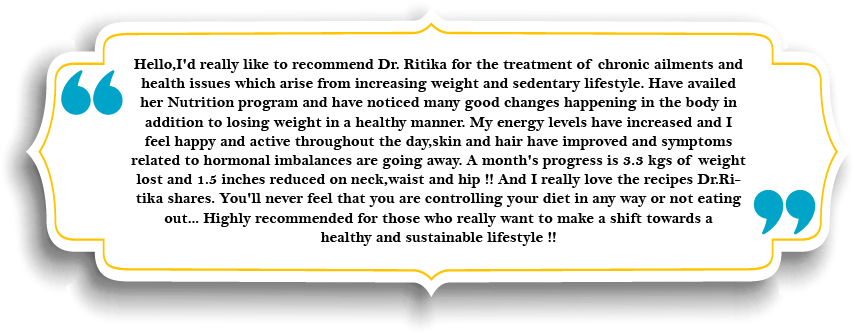 Hello,I'd really like to recommend Dr. Ritika for the treatment of chronic ailments and
health issues which arise from increasing weight and sedentary lifestyle. Have availed
her Nutrition program and have noticed many good changes happening in the body in
addition to losing weight in a healthy manner. My energy levels have increased and I
feel happy and active throughout the day,skin and hair have improved and symptoms
related to hormonal imbalances are going away. A month's progress is 3.3 kgs of weight
lost and 1.5 inches reduced on neck,waist and hip !! And I really love the recipes Dr.Ri-
tika shares. You'll never feel that you are controlling your diet in any way or not eating
out... Highly recommended for those who really want to make a shift towards a
healthy and sustainable lifestyle !!